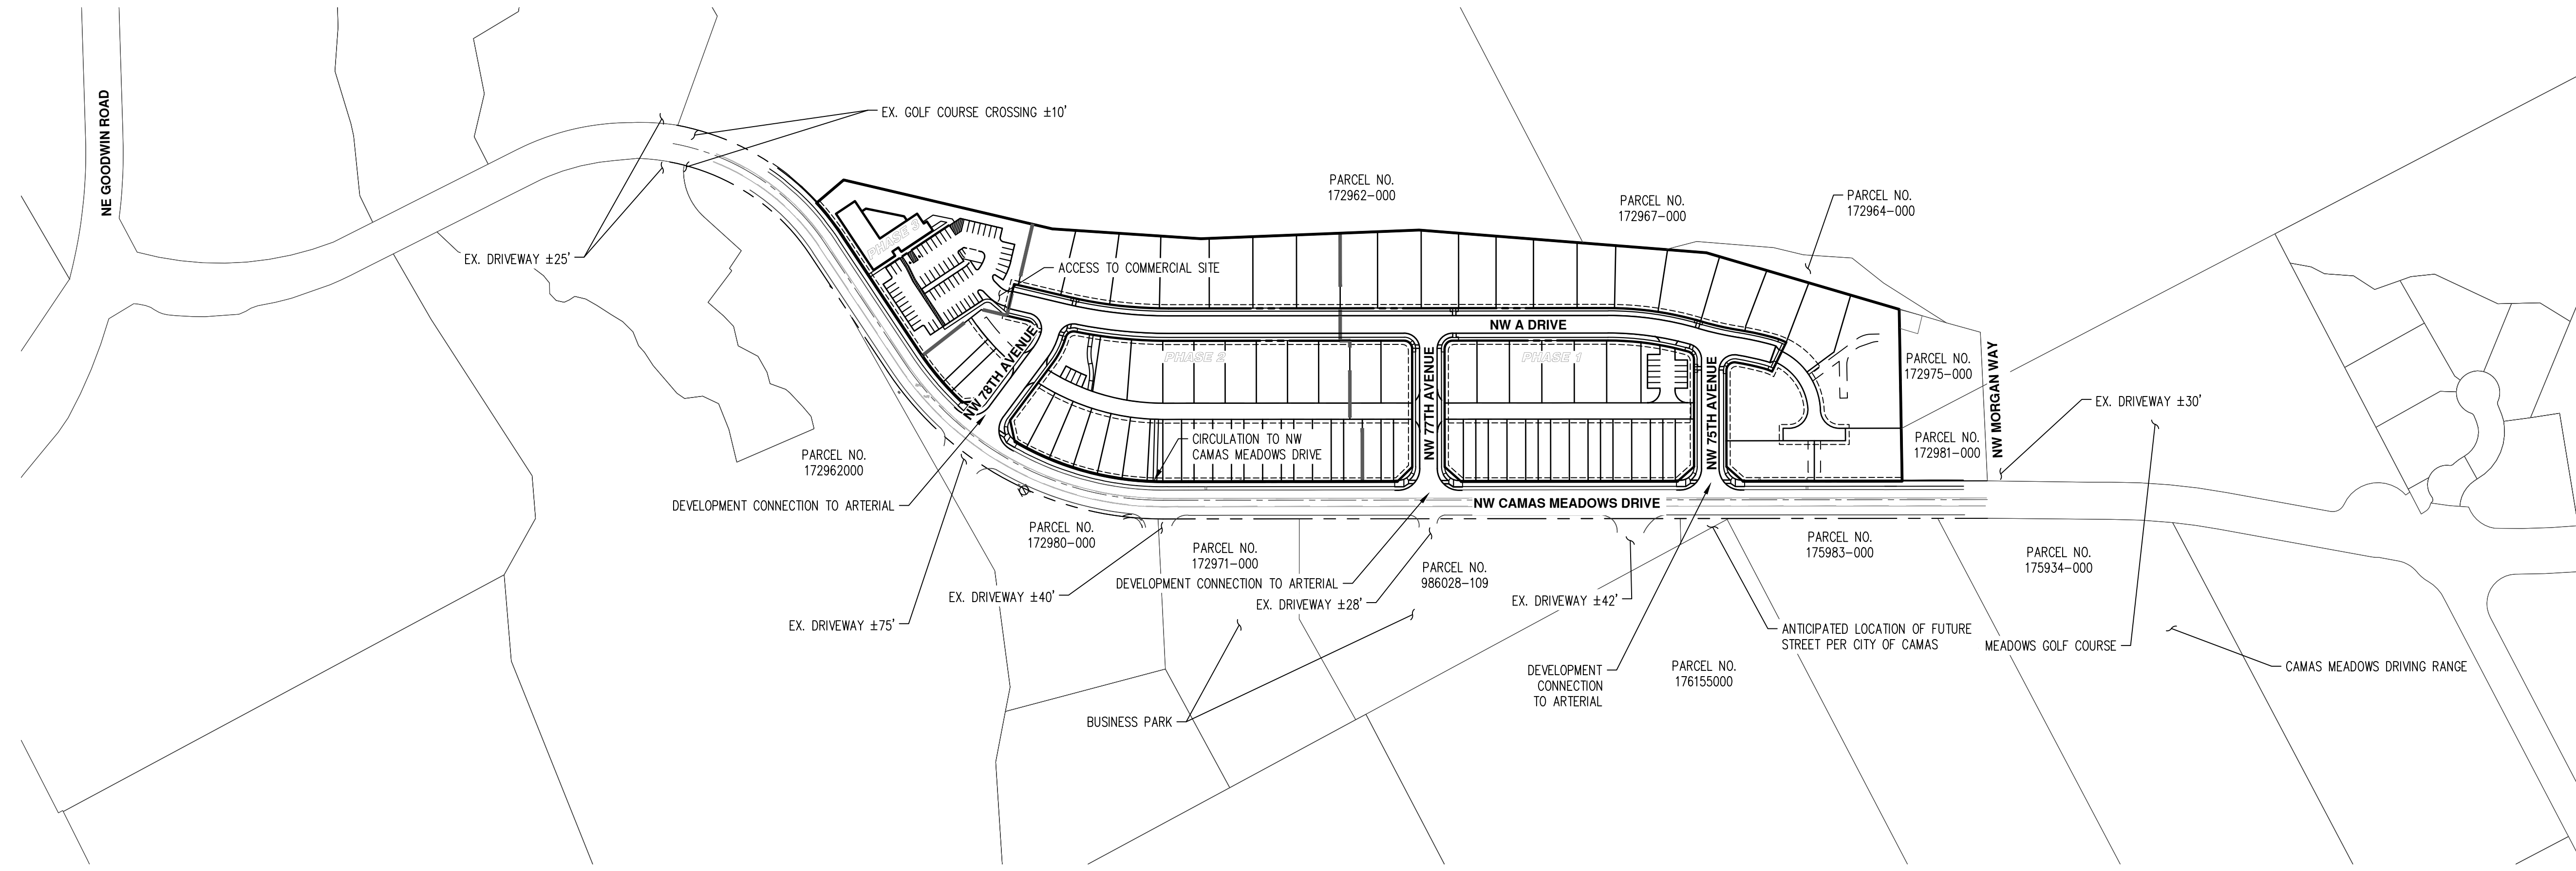 NE GOODWIN ROAD
EX. GOLF COURSE CROSSING ±10'
EX. DRIVEWAY ±25'
PARCEL NO.
172962-000
PARCEL NO.
172967-000
PARCEL NO.
172964-000
PHASE 3
ACCESS TO COMMERCIAL SITE
NW A DRIVE
NW 78TH AVENUE
PHASE 2
NW 77TH AVENUE
PHASE 1
NW 75TH AVENUE
PARCEL NO.
172975-000
NW MORGAN WAY
EX. DRIVEWAY ±30'
CIRCULATION TO NW
CAMAS MEADOWS DRIVE
PARCEL NO.
172981-000
PARCEL NO.
172962000
DEVELOPMENT CONNECTION TO ARTERIAL
NW CAMAS MEADOWS DRIVE
PARCEL NO.
172980-000
PARCEL NO.
172971-000
DEVELOPMENT CONNECTION TO ARTERIAL
PARCEL NO.
986028-109
PARCEL NO.
175983-000
PARCEL NO.
175934-000
EX. DRIVEWAY ±40'
EX. DRIVEWAY ±28'
EX. DRIVEWAY ±42'
EX. DRIVEWAY ±75'
ANTICIPATED LOCATION OF FUTURE
STREET PER CITY OF CAMAS
MEADOWS GOLF COURSE
CAMAS MEADOWS DRIVING RANGE
DEVELOPMENT
CONNECTION
TO ARTERIAL
PARCEL NO.
176155000
BUSINESS PARK